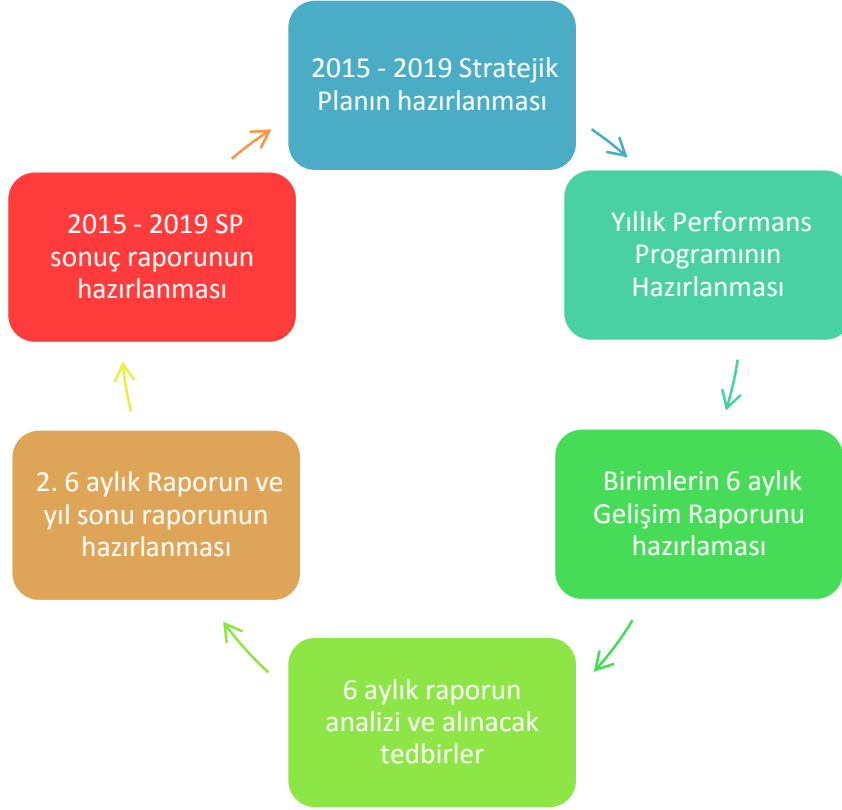 2015 - 2019 Stratejik
Planın hazırlanması
Yıllık Performans
Programının
Hazırlanması
Birimlerin 6 aylık
Gelişim Raporunu
hazırlaması
6 aylık raporun
analizi ve alınacak
tedbirler
2. 6 aylık Raporun ve
yıl sonu raporunun
hazırlanması
2015 - 2019 SP
sonuç raporunun
hazırlanması